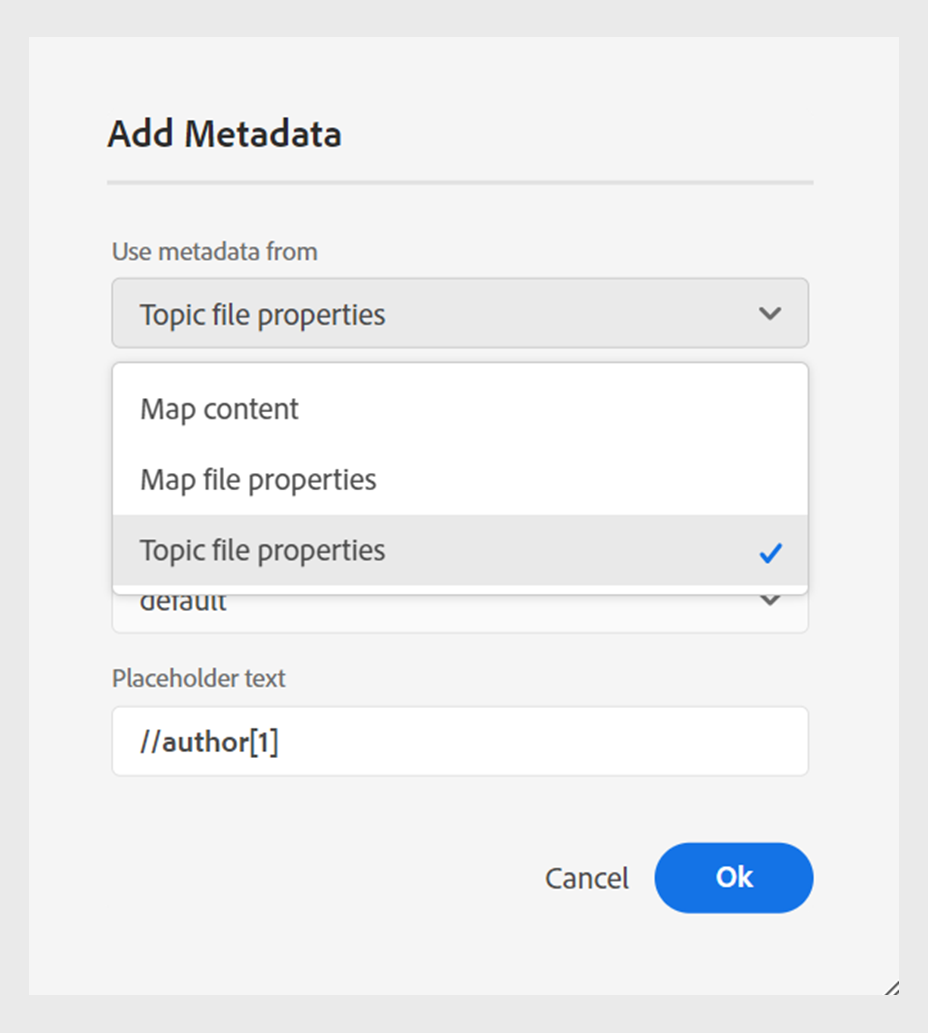 Add Metadata
Use metadata from
Topic file properties
Map content
Map file properties
Topic file properties
default
Placeholder text
//author[1]
Cancel
Ok